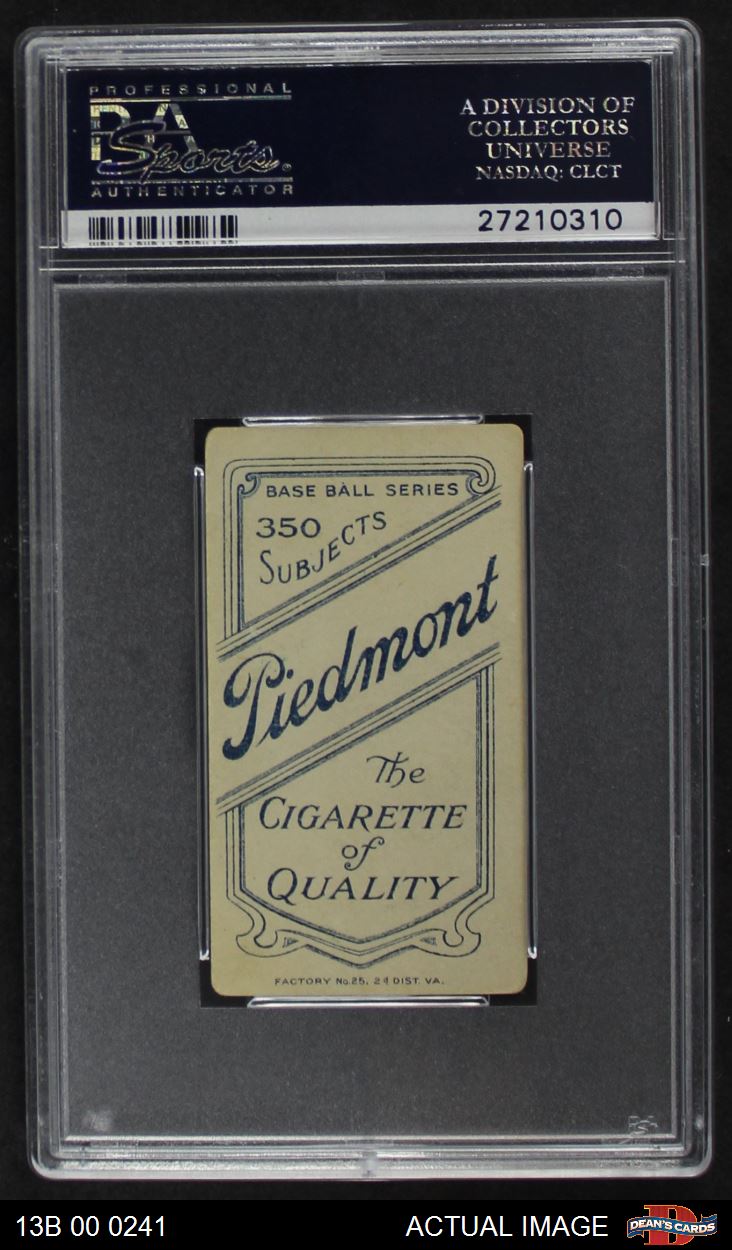 PROFESSIONAL
PSA
Sports
AUTHENTICATOR
A DIVISION OF
COLLECTORS
UNIVERSE
NASDAQ: CLCT
27210310
BASE BALL SERIES
350
SUBJECTS
Piedmont
The
CIGARETTE
of
QUALITY
FACTORY No. 25, 2d DIST. VA.
13B 00 0241
ACTUAL IMAGE
DEAN'S CARDS